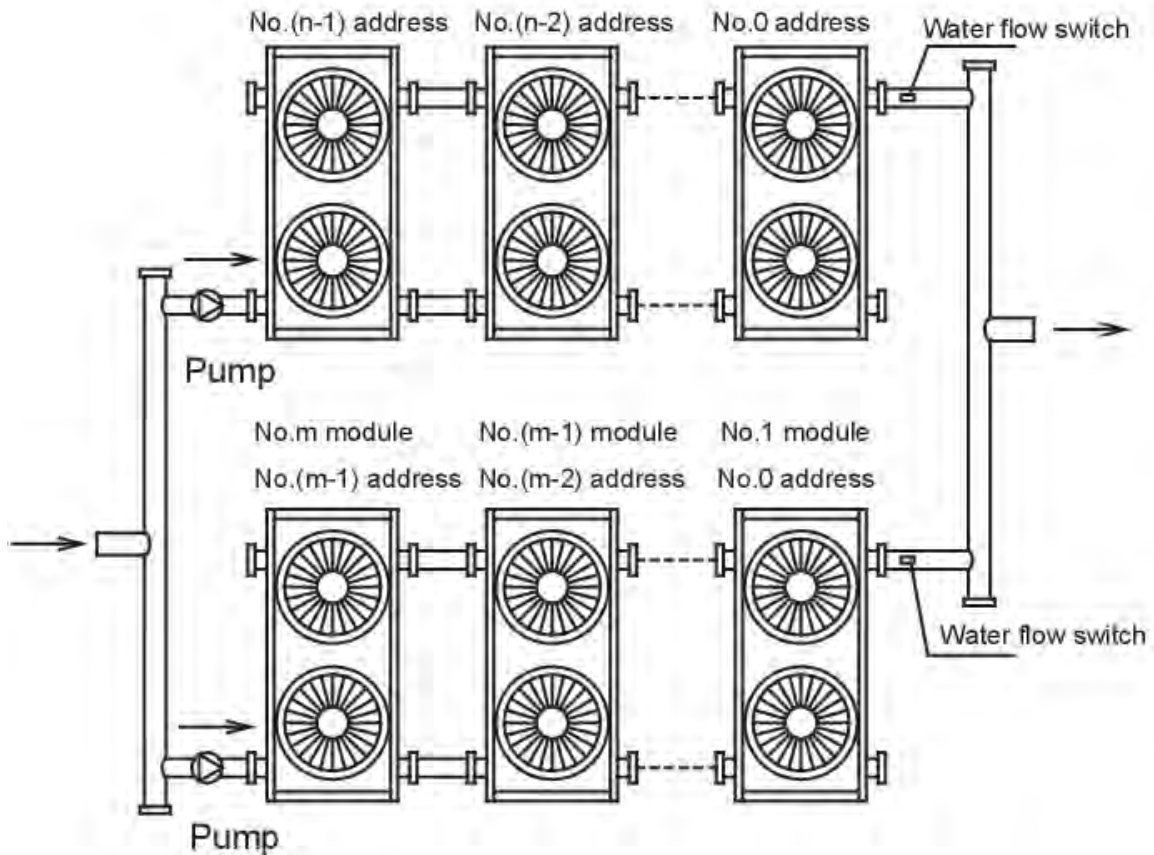 No.(n-1) address No.(n-2) address No.0 address
Water flow switch
Pump
No.m module No.(m-1) module No.1 module
No.(m-1) address No.(m-2) address No.0 address
Water flow switch
Pump